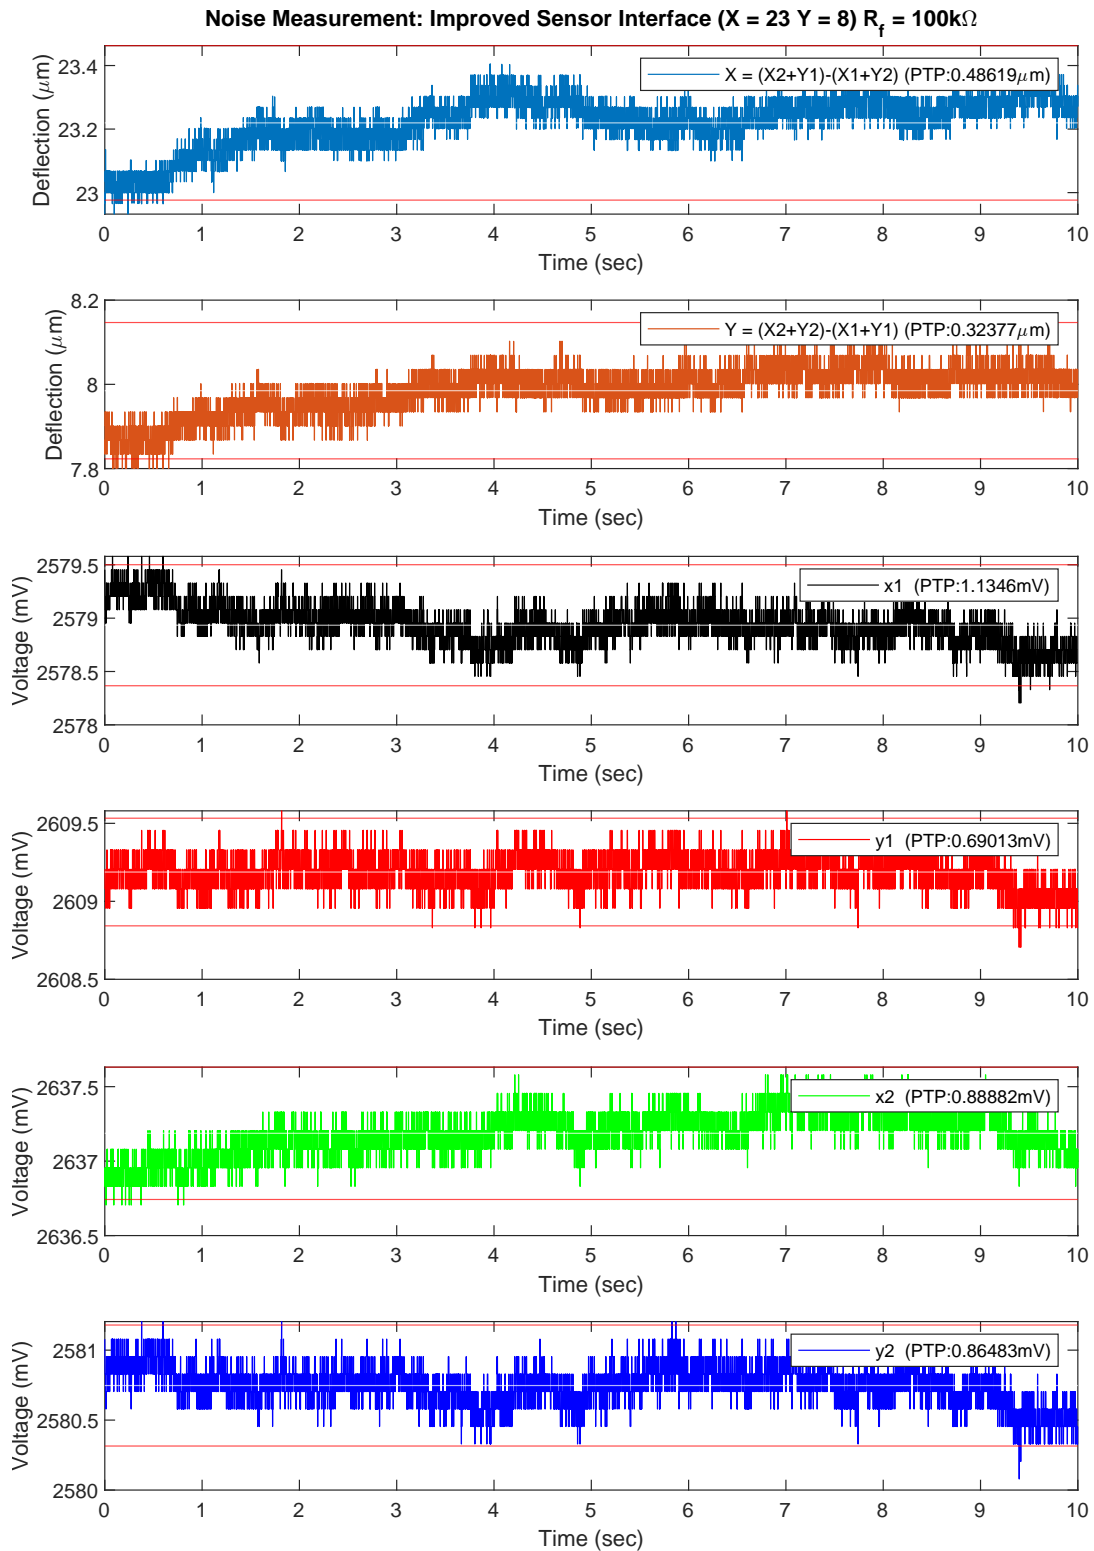 Noise Measurement: Improved Sensor Interface (X = 23 Y = 8) R_f = 100kΩ
23.4
23.2
23
Deflection (μm)
X = (X2+Y1)-(X1+Y2) (PTP:0.48619μm)
0 1 2 3 4 5 6 7 8 9 10
Time (sec)
8.2
8
7.8
Deflection (μm)
Y = (X2+Y2)-(X1+Y1) (PTP:0.32377μm)
0 1 2 3 4 5 6 7 8 9 10
Time (sec)
2579.5
2579
2578.5
2578
Voltage (mV)
x1 (PTP:1.1346mV)
0 1 2 3 4 5 6 7 8 9 10
Time (sec)
2609.5
2609
2608.5
Voltage (mV)
y1 (PTP:0.69013mV)
0 1 2 3 4 5 6 7 8 9 10
Time (sec)
2637.5
2637
2636.5
Voltage (mV)
x2 (PTP:0.88882mV)
0 1 2 3 4 5 6 7 8 9 10
Time (sec)
2581
2580.5
2580
Voltage (mV)
y2 (PTP:0.86483mV)
0 1 2 3 4 5 6 7 8 9 10
Time (sec)